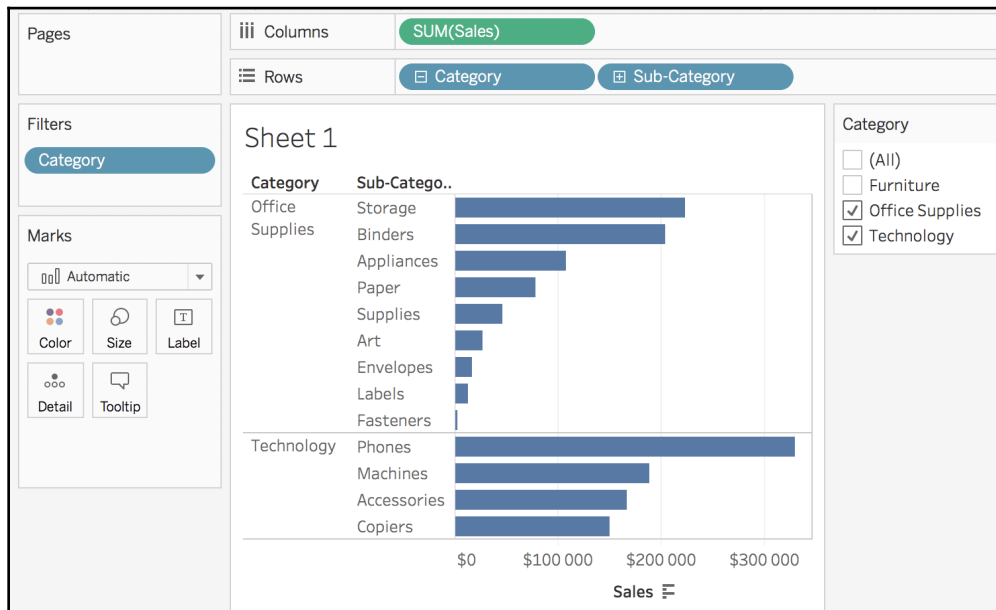 Pages
Columns
SUM(Sales)
Rows
Category
Sub-Category
Filters
Category
Marks
Automatic
Color
Size
T
Label
Detail
Tooltip
Sheet 1
Category
Sub-Catego..
Office
Supplies
Storage
Binders
Appliances
Paper
Supplies
Art
Envelopes
Labels
Fasteners
Technology
Phones
Machines
Accessories
Copiers
$0
$100 000
$200 000
$300 000
Sales
Category
(All)
Furniture
Office Supplies
Technology